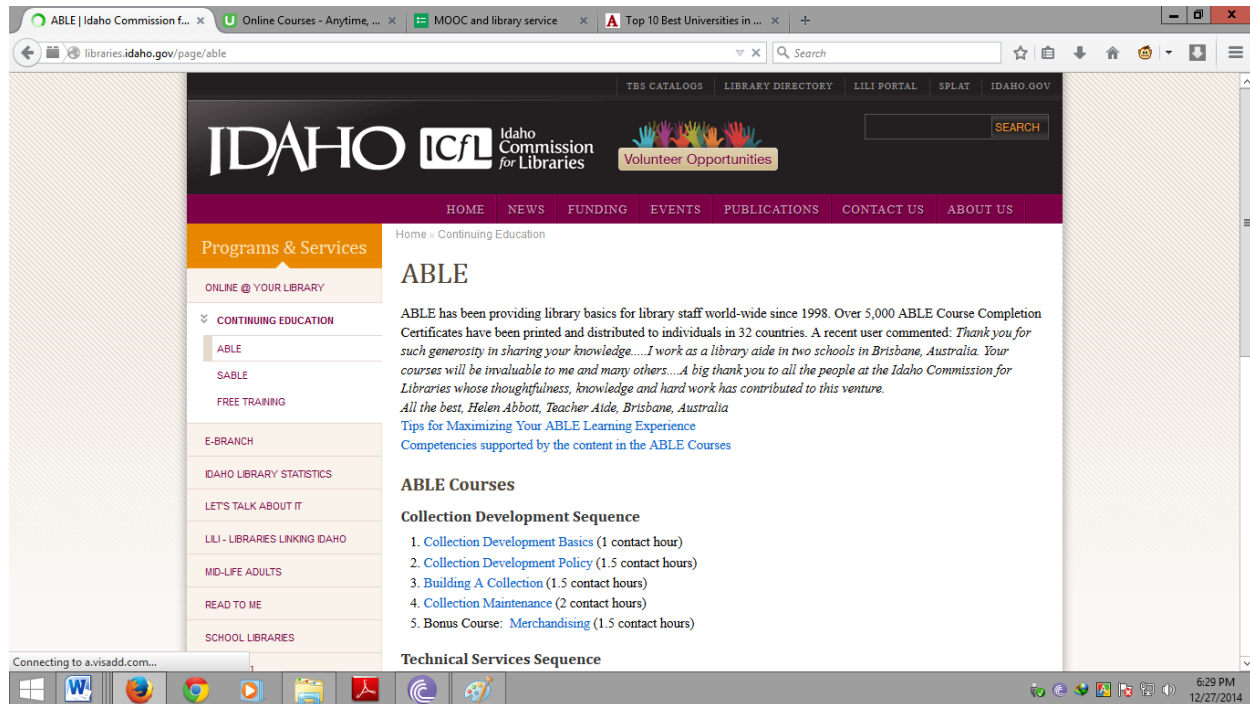 ABLE | Idaho Commission f...
Online Courses - Anytime, ...
MOOC and library service
Top 10 Best Universities in ...
libraries.idaho.gov/page/able
Search
TBS CATALOGS LIBRARY DIRECTORY LILI PORTAL SPLAT IDAHO.GOV
IDAHO
ICfL
Idaho
Commission
for Libraries
Volunteer Opportunities
SEARCH
HOME NEWS FUNDING EVENTS PUBLICATIONS CONTACT US ABOUT US
Programs & Services
ONLINE @ YOUR LIBRARY
CONTINUING EDUCATION
ABLE
SABLE
FREE TRAINING
E-BRANCH
IDAHO LIBRARY STATISTICS
LET'S TALK ABOUT IT
LILI - LIBRARIES LINKING IDAHO
MID-LIFE ADULTS
READ TO ME
SCHOOL LIBRARIES
Home » Continuing Education
ABLE
ABLE has been providing library basics for library staff world-wide since 1998. Over 5,000 ABLE Course Completion
Certificates have been printed and distributed to individuals in 32 countries. A recent user commented: Thank you for
such generosity in sharing your knowledge.....I work as a library aide in two schools in Brisbane, Australia. Your
courses will be invaluable to me and many others....A big thank you to all the people at the Idaho Commission for
Libraries whose thoughtfulness, knowledge and hard work has contributed to this venture.
All the best, Helen Abbott, Teacher Aide, Brisbane, Austrailia
Tips for Maximizing Your ABLE Learning Experience
Competencies supported by the content in the ABLE Courses
ABLE Courses
Collection Development Sequence
1. Collection Development Basics (1 contact hour)
2. Collection Development Policy (1.5 contact hours)
3. Building A Collection (1.5 contact hours)
4. Collection Maintenance (2 contact hours)
5. Bonus Course: Merchandising (1.5 contact hours)
Technical Services Sequence
Connecting to a.visadd.com...
6:29 PM
12/27/2014